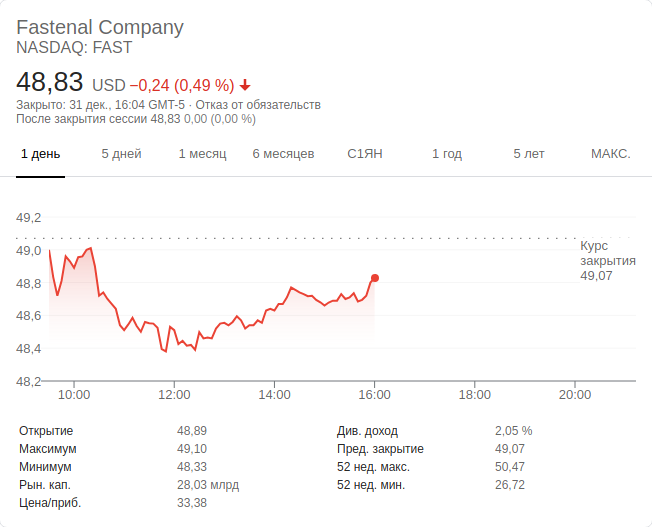 Fastenal Company
NASDAQ: FAST
48,83 USD −0,24 (0,49 %)
Закрыто: 31 дек., 16:04 GMT-5 · Отказ от обязательств
После закрытия сессии 48,83 0,00 (0,00 %)
1 день 5 дней 1 месяц 6 месяцев С1ЯН 1 год 5 лет МАКС.
49,2
49,0
48,8
48,6
48,4
48,2
Курс
закрытия
49,07
10:00 12:00 14:00 16:00 18:00 20:00
Открытие 48,89 Див. доход 2,05 %
Максимум 49,10 Пред. закрытие 49,07
Минимум 48,33 52 нед. макс. 50,47
Рын. кап. 28,03 млрд 52 нед. мин. 26,72
Цена/приб. 33,38